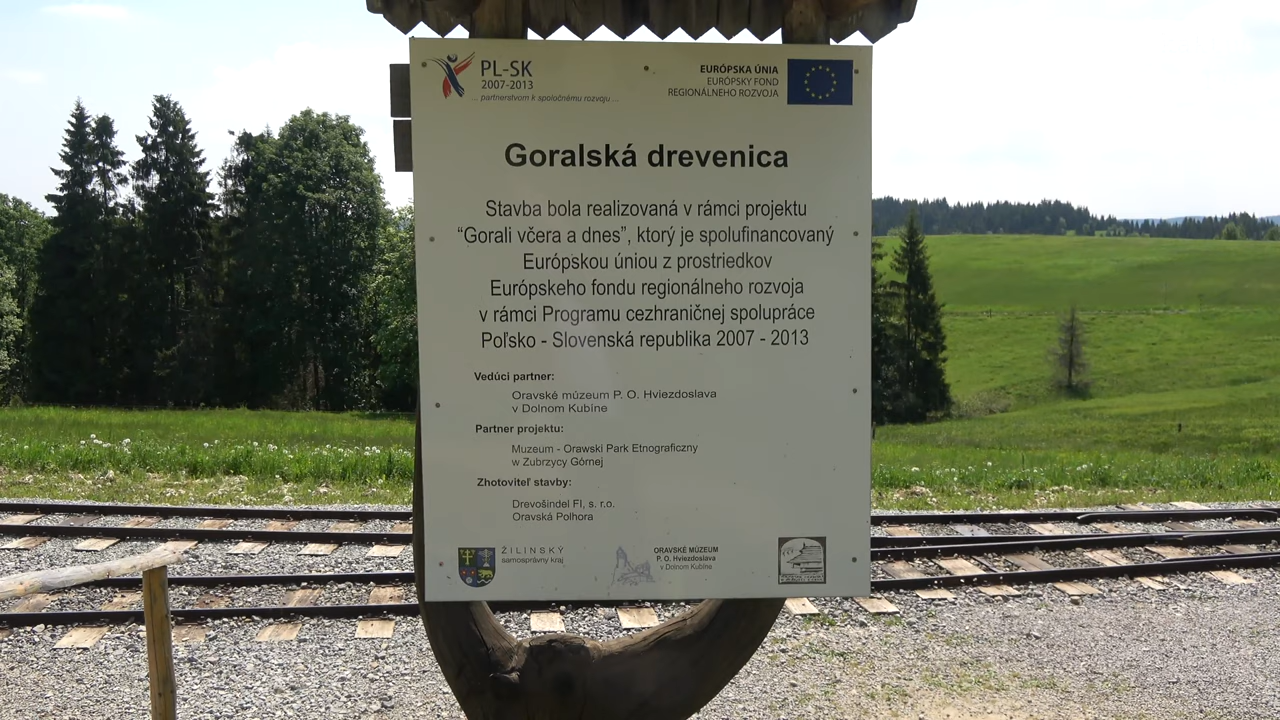 PL-SK
2007-2013
... partnerstvom k spoločnému rozvoju ...
EURÓPSKA ÚNIA
EURÓPSKY FOND
REGIONÁLNEHO ROZVOJA
Goralská drevenica
Stavba bola realizovaná v rámci projektu
“Gorali včera a dnes”, ktorý je spolufinancovaný
Európskou úniou z prostriedkov
Európskeho fondu regionálneho rozvoja
v rámci Programu cezhraničnej spolupráce
Poľsko - Slovenská republika 2007 - 2013
Vedúci partner:
Oravské múzeum P. O. Hviezdoslava
v Dolnom Kubíne
Partner projektu:
Muzeum - Orawski Park Etnograficzny
w Zubrzycy Górnej
Zhotoviteľ stavby:
Drevošindel FI, s. r.o.
Oravská Polhora
ŽILINSKÝ
samosprávny kraj
ORAVSKÉ MÚZEUM
P. O. Hviezdoslava
v Dolnom Kubíne